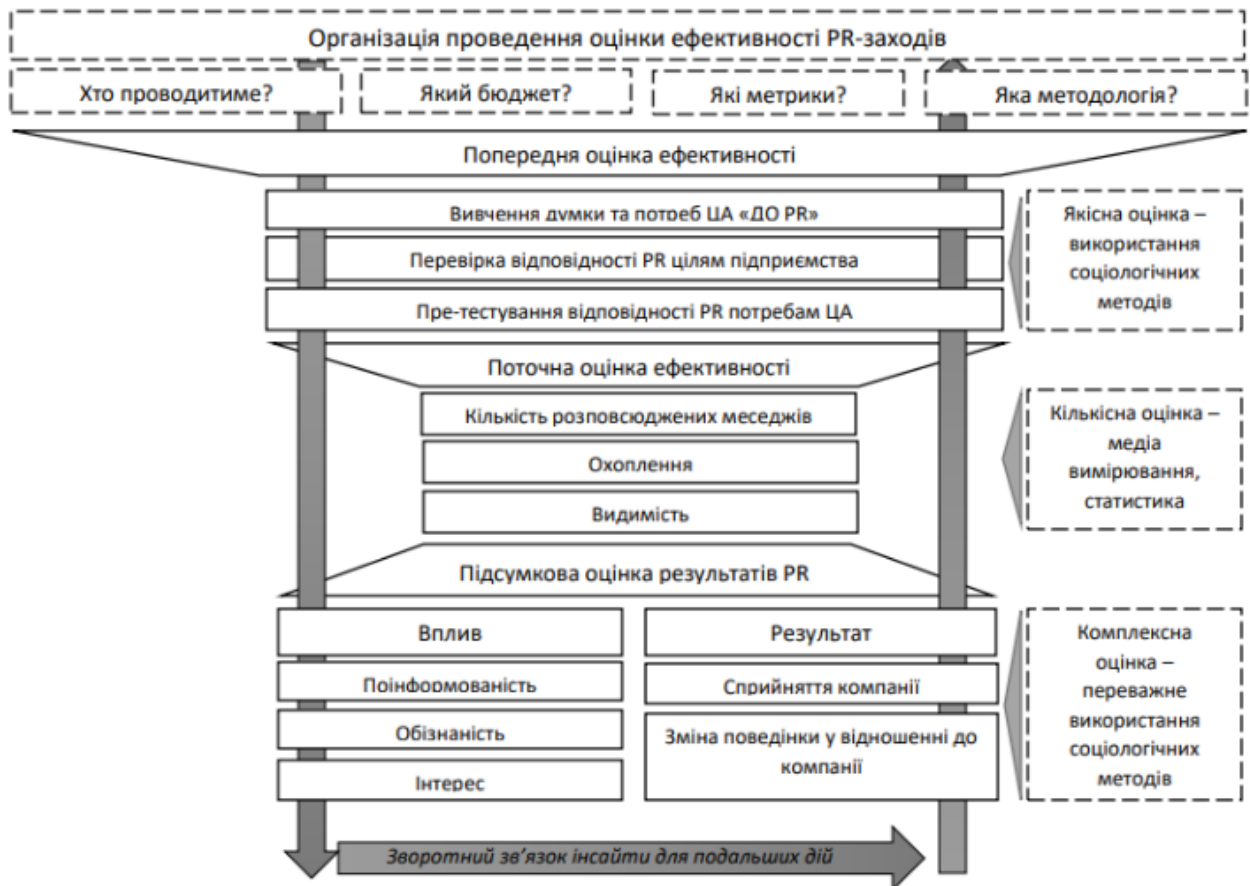 Організація проведення оцінки ефективності PR-заходів
Хто проводитиме?
Який бюджет?
Які метрики?
Яка методологія?
Попередня оцінка ефективності
Вивчення думки та потреб ЦА «ДО PR»
Перевірка відповідності PR цілям підприємства
Пре-тестування відповідності PR потребам ЦА
Якісна оцінка –
використання
соціологічних
методів
Поточна оцінка ефективності
Кількість розповсюджених меседжів
Охоплення
Видимість
Кількісна оцінка –
медіа
вимірювання,
статистика
Підсумкова оцінка результатів PR
Вплив
Поінформованість
Обізнаність
Інтерес
Результат
Сприйняття компанії
Зміна поведінки у відношенні до
компанії
Комплексна
оцінка –
переважне
використання
соціологічних
методів
Зворотний зв’язок інсайти для подальших дій